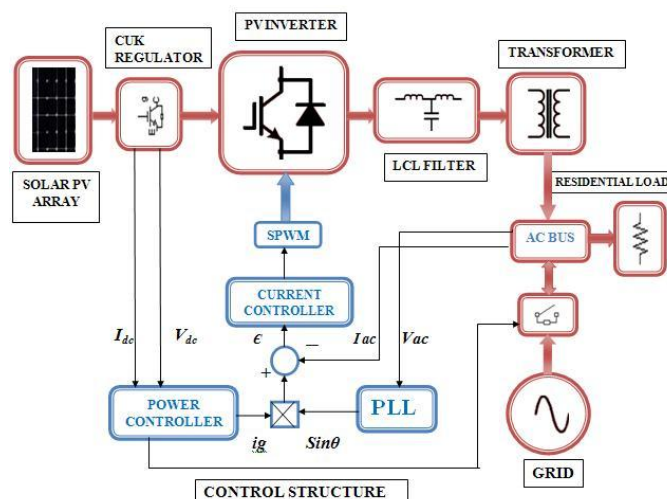 CUK
REGULATOR
PV INVERTER
TRANSFORMER
g
C
E
SOLAR PV
ARRAY
LCL FILTER
RESIDENTIAL LOAD
SPWM
AC BUS
CURRENT
CONTROLLER
Idc
Vdc
ϵ
−
Iac
Vac
+
POWER
CONTROLLER
PLL
ig
Sinθ
GRID
CONTROL STRUCTURE